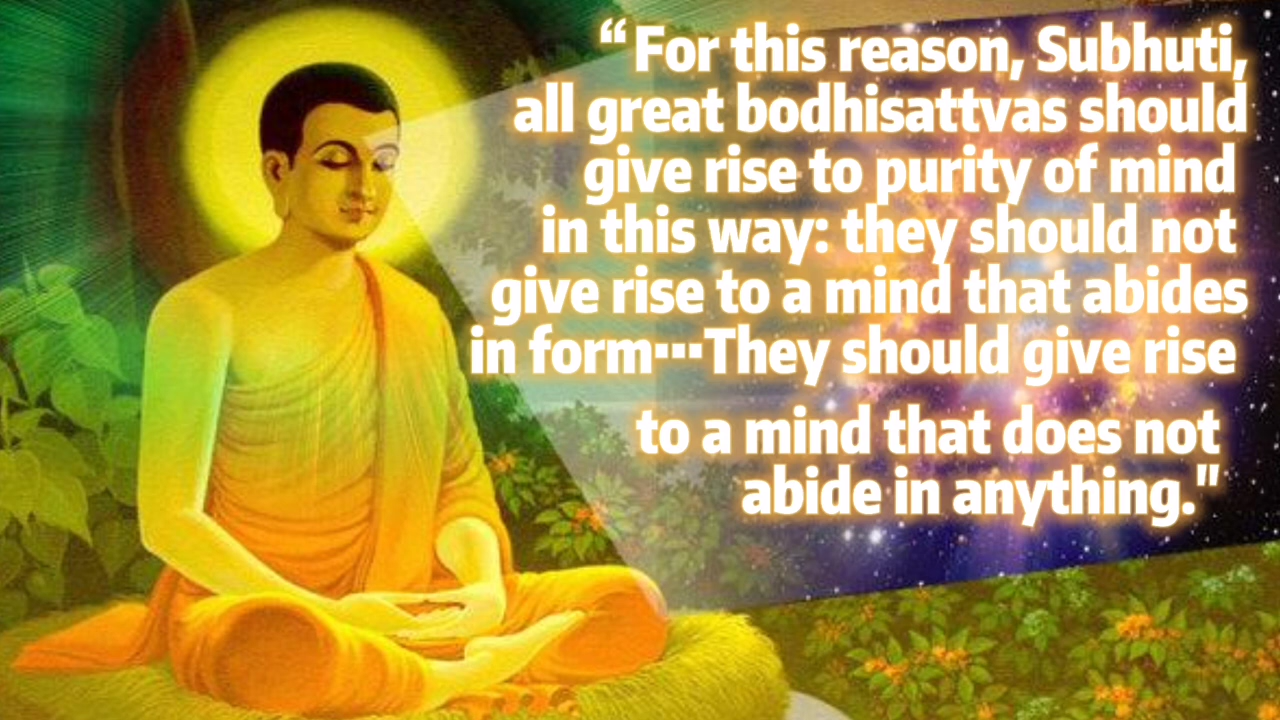 “For this reason, Subhuti,
all great bodhisattvas should
give rise to purity of mind
in this way: they should not
give rise to a mind that abides
in form···They should give rise
to a mind that does not
abide in anything."